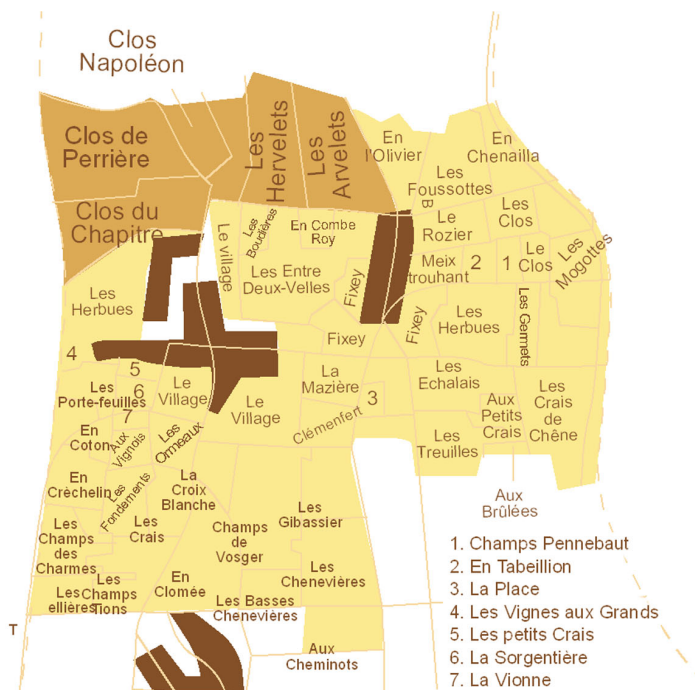 Clos
Napoléon
Clos de
Perrière
Clos du
Chapitre
Les
Hervelets
Les
Arvelets
En
l'Olivier
En
Chenailla
Les
Foussottes
B
Les
Clos
Le
Rozier
Le village
Les
Boudières
En Combe
Roy
Les Entre
Deux-Velles
Fixey
Meix
trouhant
2
1
Le
Clos
Les
Mogottes
Les
Herbues
Fixey
Fixey
Les
Herbues
Les Germets
4
5
6
7
Les
Porte-feuilles
Le
Village
Le
Village
La
Mazière
3
Clémenfert
Les
Echalais
Aux
Petits
Crais
Les
Crais
de
Chêne
Les
Treuilles
En
Coton
Aux
Vignois
Les
Ormeaux
En
Crèchelin
Les
Fondements
La
Croix
Blanche
Les
Gibassier
Aux
Brûlées
Les
Champs
des
Charmes
Les
Crais
Champs
de
Vosger
Les
Chenevières
Les
ellières
Les
Champs
Tions
En
Clomée
Les Basses
Chenevières
Aux
Cheminots
T
1. Champs Pennebaut
2. En Tabeillion
3. La Place
4. Les Vignes aux Grands
5. Les petits Crais
6. La Sorgentière
7. La Vionne